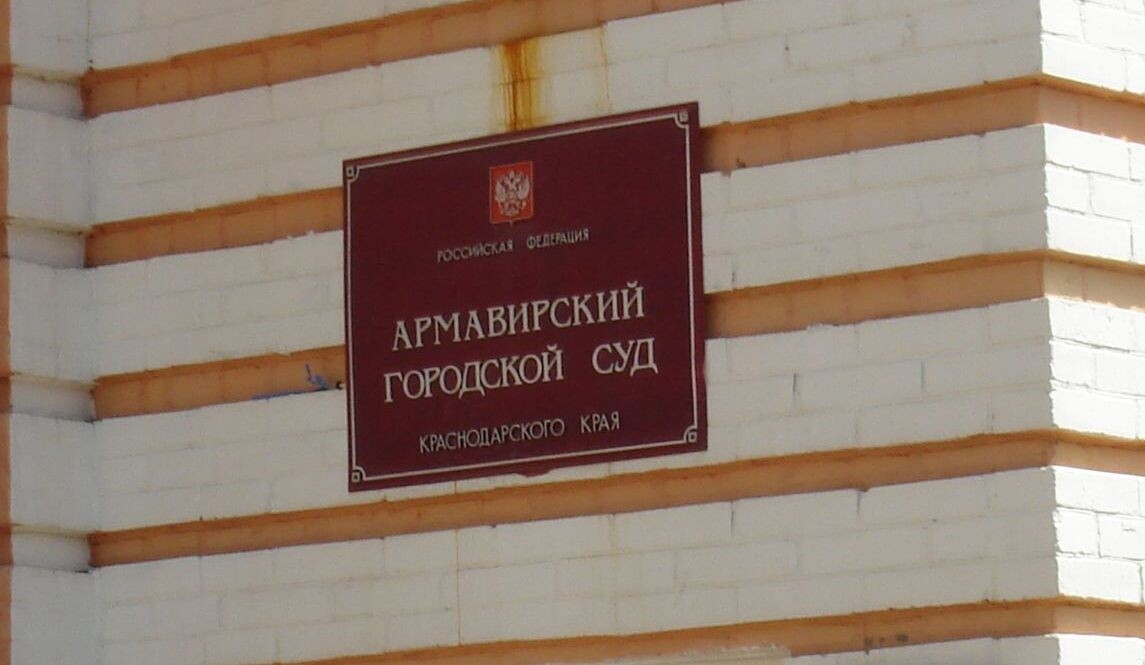 РОССИЙСКАЯ ФЕДЕРАЦИЯ
АРМАВИРСКИЙ
ГОРОДСКОЙ СУД
КРАСНОДАРСКОГО КРАЯ